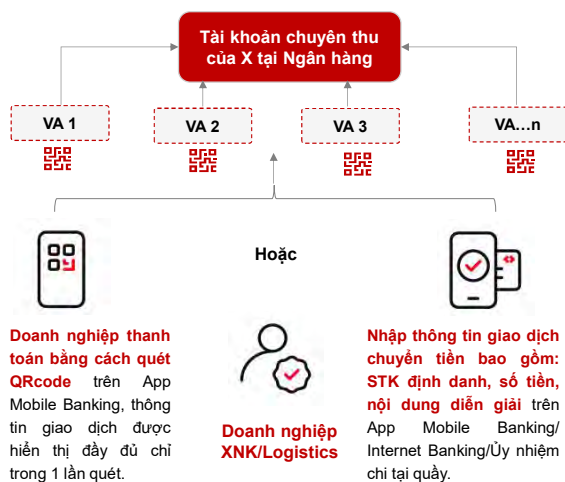 Tài khoản chuyên thu
của X tại Ngân hàng
VA 1
VA 2
VA 3
VA...n
Hoặc
Doanh nghiệp thanh
toán bằng cách quét
QRcode trên App
Mobile Banking, thông
tin giao dịch được
hiển thị đầy đủ chỉ
trong 1 lần quét.
Doanh nghiệp
XNK/Logistics
Nhập thông tin giao dịch
chuyển tiền bao gồm:
STK định danh, số tiền,
nội dung diễn giải trên
App Mobile Banking/
Internet Banking/Ủy nhiệm
chi tại quầy.